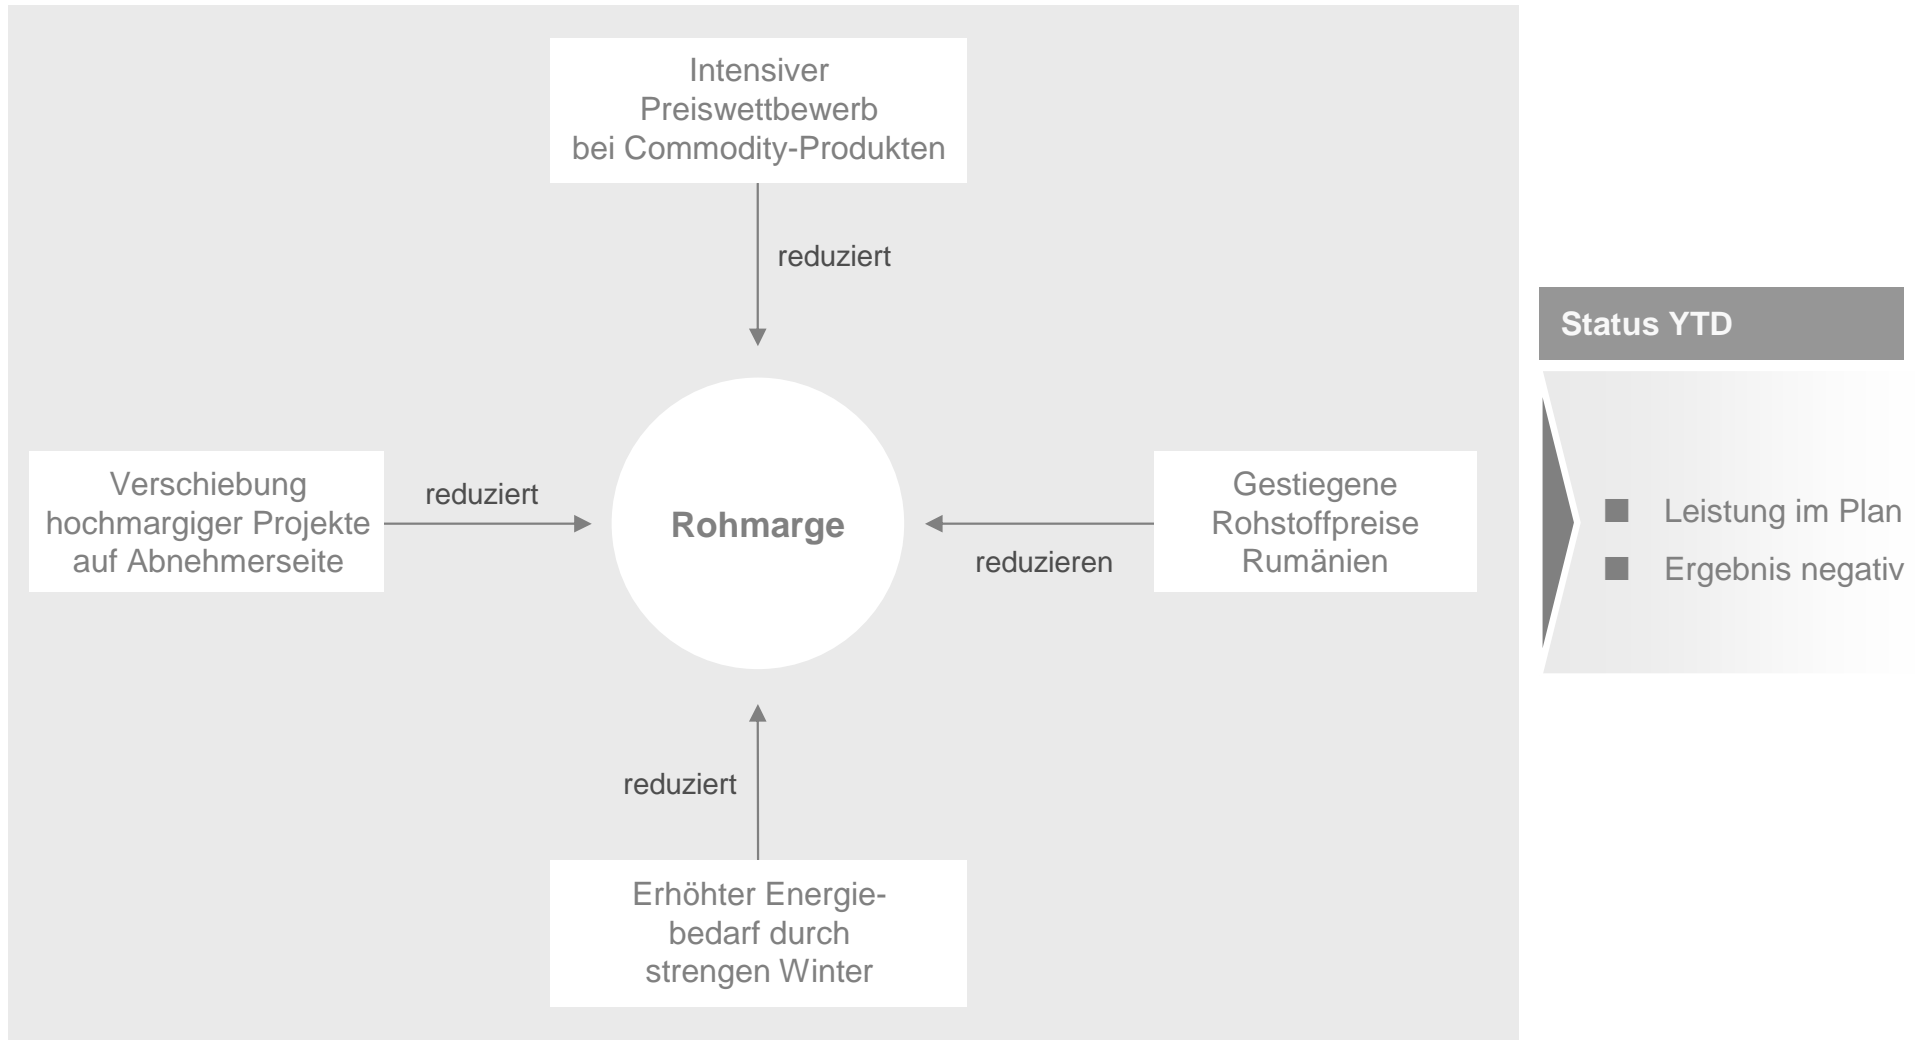 Intensiver
Preiswettbewerb
bei Commodity-Produkten
reduziert
Verschiebung
hochmargiger Projekte
auf Abnehmerseite
reduziert
Rohmarge
reduzieren
Gestiegene
Rohstoffpreise
Rumänien
reduziert
Erhöhter Energie-
bedarf durch
strengen Winter
Status YTD
■ Leistung im Plan
■ Ergebnis negativ